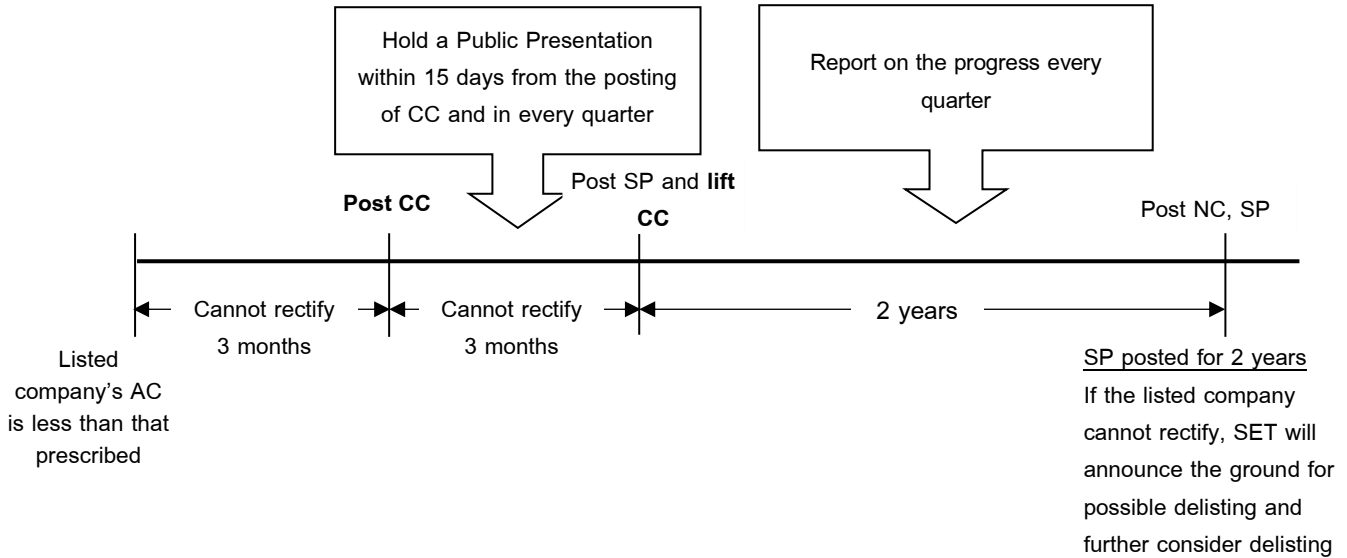 Hold a Public Presentation
within 15 days from the posting
of CC and in every quarter
Report on the progress every
quarter
Post CC
Post SP and lift
CC
Post NC, SP
Cannot rectify
3 months
Cannot rectify
3 months
2 years
Listed
company’s AC
is less than that
prescribed
SP posted for 2 years
If the listed company
cannot rectify, SET will
announce the ground for
possible delisting and
further consider delisting